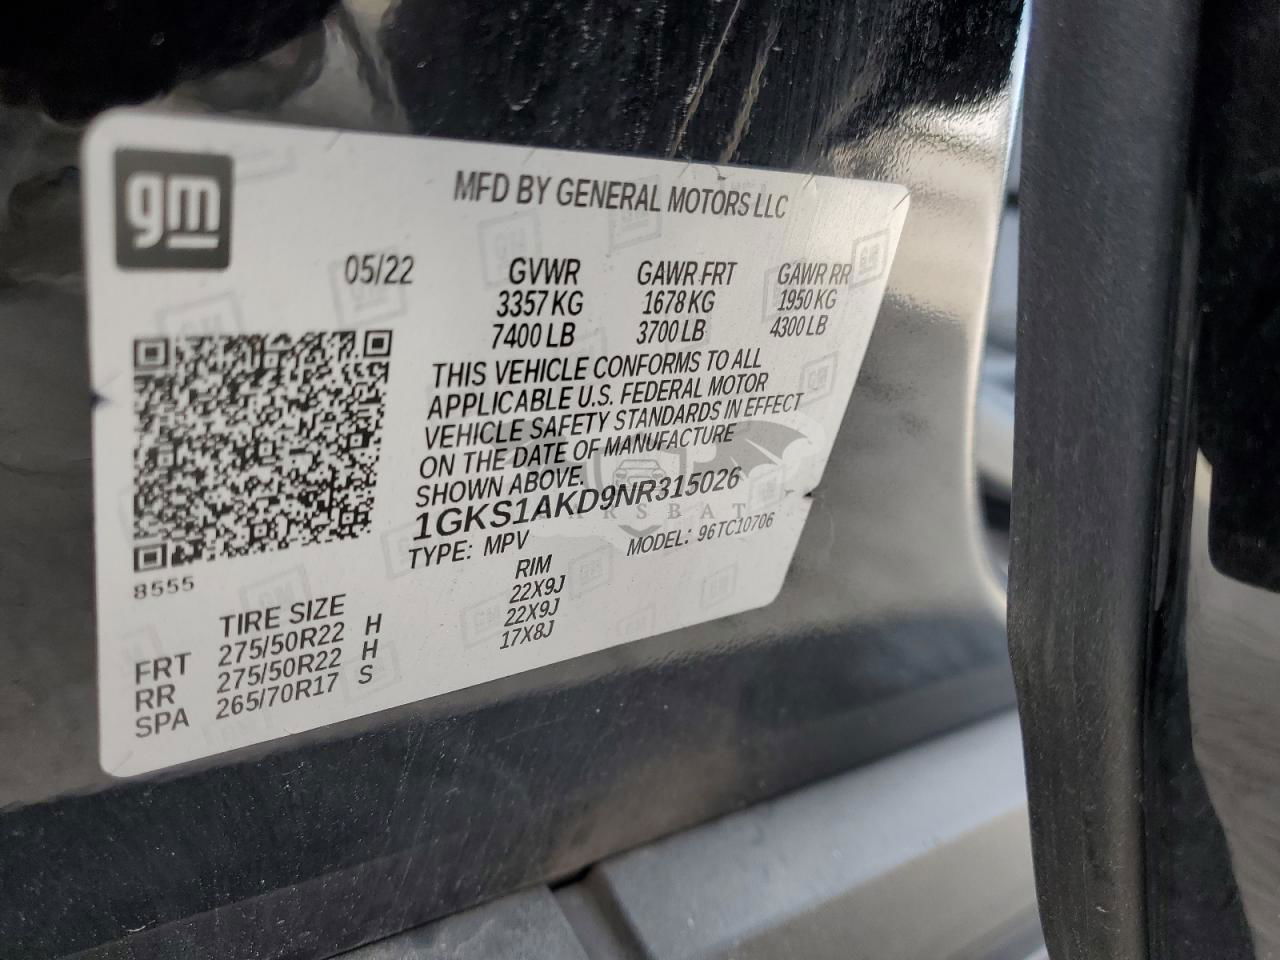 gm
MFD BY GENERAL MOTORS LLC
05/22 GVWR GAWR FRT GAWR RR
3357 KG 1678 KG 1950 KG
7400 LB 3700 LB 4300 LB
THIS VEHICLE CONFORMS TO ALL
APPLICABLE U.S. FEDERAL MOTOR
VEHICLE SAFETY STANDARDS IN EFFECT
ON THE DATE OF MANUFACTURE
SHOWN ABOVE.
1GKS1AKD9NR315026
TYPE: MPV MODEL: 96TC10706
8555
TIRE SIZE RIM
FRT 275/50R22 H 22X9J
RR 275/50R22 H 22X9J
SPA 265/70R17 S 17X8J